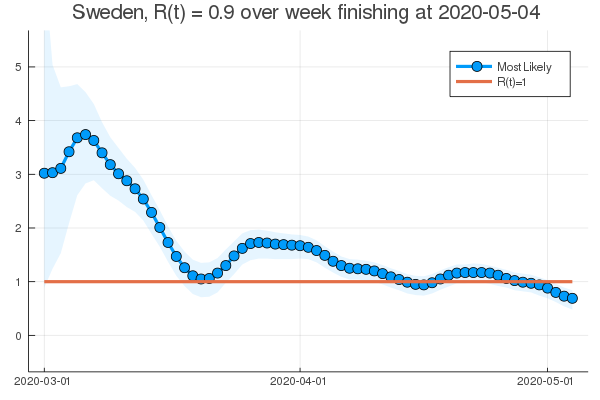 Sweden, R(t) = 0.9 over week finishing at 2020-05-04
Most Likely
R(t)=1
5
4
3
2
1
0
2020-03-01 2020-04-01 2020-05-01